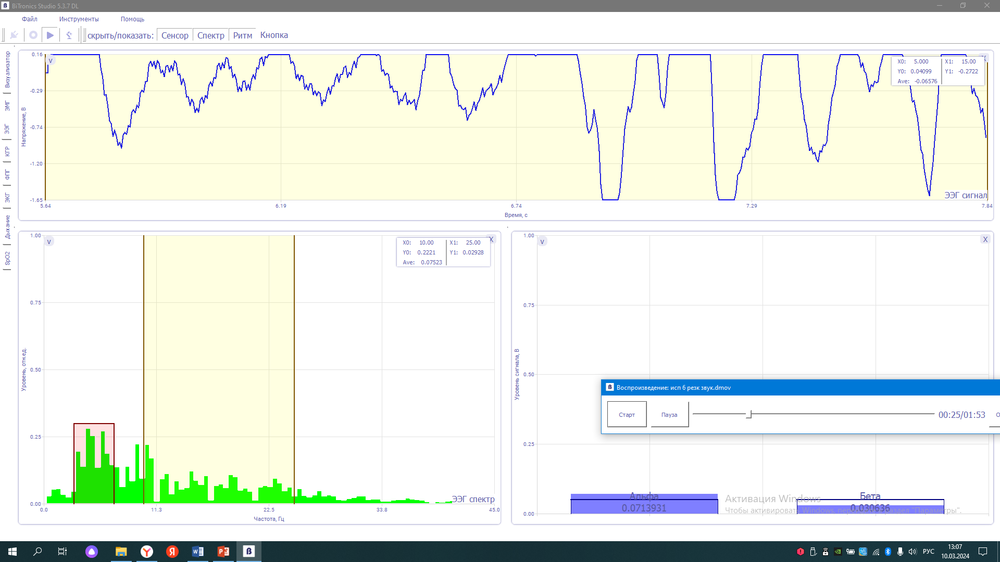 BiTronics Studio 5.3.7 DL
Файл Инструменты Помощь
скрыть/показать: Сенсор Спектр Ритм Кнопка
Визуализатор
ЭМГ
ЭЭГ
КГР
ФПГ
ЭКГ
Дыхание
SpO2
v
X
X0: 5.000 X1: 15.00
Y0: 0.04099 Y1: -0.2722
Ave: -0.06576
Напряжение, В
0.16
-0.29
-0.74
-1.20
-1.65
5.64 6.19 6.74 7.29 7.84
Время, с
ЭЭГ сигнал
v
X
X0: 10.00 X1: 25.00
Y0: 0.2221 Y1: 0.02928
Ave: 0.07523
Уровень, отн.ед.
1.00
0.75
0.50
0.25
0.00
0.0 11.3 22.5 33.8 45.0
Частота, Гц
ЭЭГ спектр
v
X
Уровень сигнала, В
1.00
0.75
0.50
0.25
0.00
Воспроизведение: исп 6 резк звук.dmov
Старт Пауза 00:25/01:53 О
Альфа
0.0713931
Бета
0.030636
Активация Windows
Чтобы активировать Windows, перейдите в раздел "Параметры".
РУС
13:07
10.03.2024